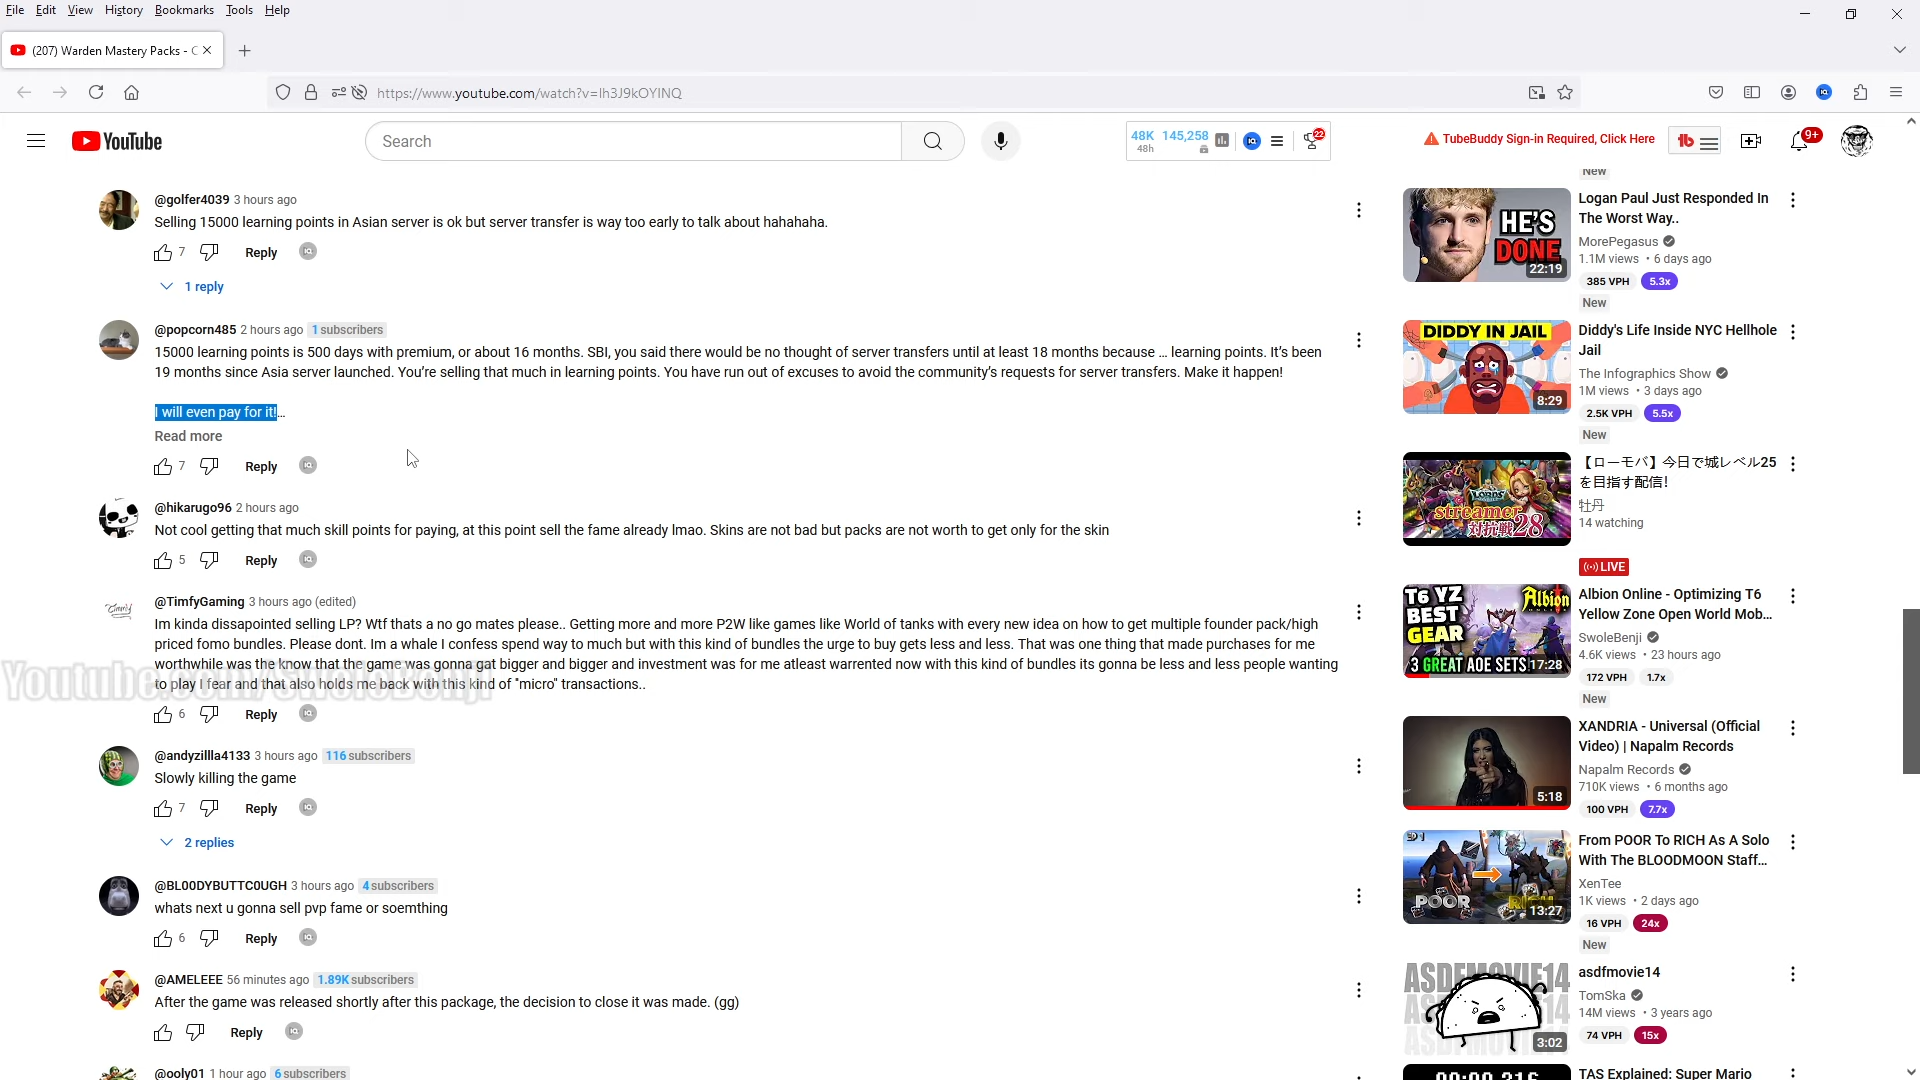 File Edit View History Bookmarks Tools Help
(207) Warden Mastery Packs - C
https://www.youtube.com/watch?v=lh3J9kOYINQ
YouTube
Search
48K 145,258
48h
22
TubeBuddy Sign-in Required, Click Here
9+
@golfer4039 3 hours ago
Selling 15000 learning points in Asian server is ok but server transfer is way too early to talk about hahahaha.
7 Reply
1 reply
@popcorn485 2 hours ago 1 subscribers
15000 learning points is 500 days with premium, or about 16 months. SBI, you said there would be no thought of server transfers until at least 18 months because … learning points. It's been
19 months since Asia server launched. You're selling that much in learning points. You have run out of excuses to avoid the community's requests for server transfers. Make it happen!
I will even pay for it!…
Read more
7 Reply
@hikarugo96 2 hours ago
Not cool getting that much skill points for paying, at this point sell the fame already lmao. Skins are not bad but packs are not worth to get only for the skin
5 Reply
@TimfyGaming 3 hours ago (edited)
Im kinda dissapointed selling LP? Wtf thats a no go mates please.. Getting more and more P2W like games like World of tanks with every new idea on how to get multiple founder pack/high
priced fomo bundles. Please dont. Im a whale I confess spend way to much but with this kind of bundles the urge to buy gets less and less. That was one thing that made purchases for me
worthwhile was the know that the game was gonna gat bigger and bigger and investment was for me atleast warrented now with this kind of bundles its gonna be less and less people wanting
to play I fear and that also holds me back with this kind of "micro" transactions..
Youtube.com/SwoleBenji
6 Reply
@andyzillla4133 3 hours ago 116 subscribers
Slowly killing the game
7 Reply
2 replies
@BL00DYBUTTC0UGH 3 hours ago 4 subscribers
whats next u gonna sell pvp fame or soemthing
6 Reply
@AMELEEE 56 minutes ago 1.89K subscribers
After the game was released shortly after this package, the decision to close it was made. (gg)
Reply
@ooly01 1 hour ago 6 subscribers
New
HE'S
DONE
22:19
Logan Paul Just Responded In
The Worst Way..
MorePegasus
1.1M views • 6 days ago
385 VPH 5.3x
New
DIDDY IN JAIL
8:29
Diddy's Life Inside NYC Hellhole
Jail
The Infographics Show
1M views • 3 days ago
2.5K VPH 5.5x
New
LORDS
streamer
対抗戦28
【ローモバ】今日で城レベル25
を目指す配信！
牡丹
14 watching
LIVE
T6 YZ
BEST
GEAR
Albion
3 GREAT AOE SETS
17:28
Albion Online - Optimizing T6
Yellow Zone Open World Mob...
SwoleBenji
4.6K views • 23 hours ago
172 VPH 1.7x
New
5:18
XANDRIA - Universal (Official
Video) | Napalm Records
Napalm Records
710K views • 6 months ago
100 VPH 7.7x
POOR
RICH
13:27
From POOR To RICH As A Solo
With The BLOODMOON Staff...
XenTee
1K views • 2 days ago
16 VPH 24x
New
ASDFMOVIE14
3:02
asdfmovie14
TomSka
14M views • 3 years ago
74 VPH 15x
TAS Explained: Super Mario